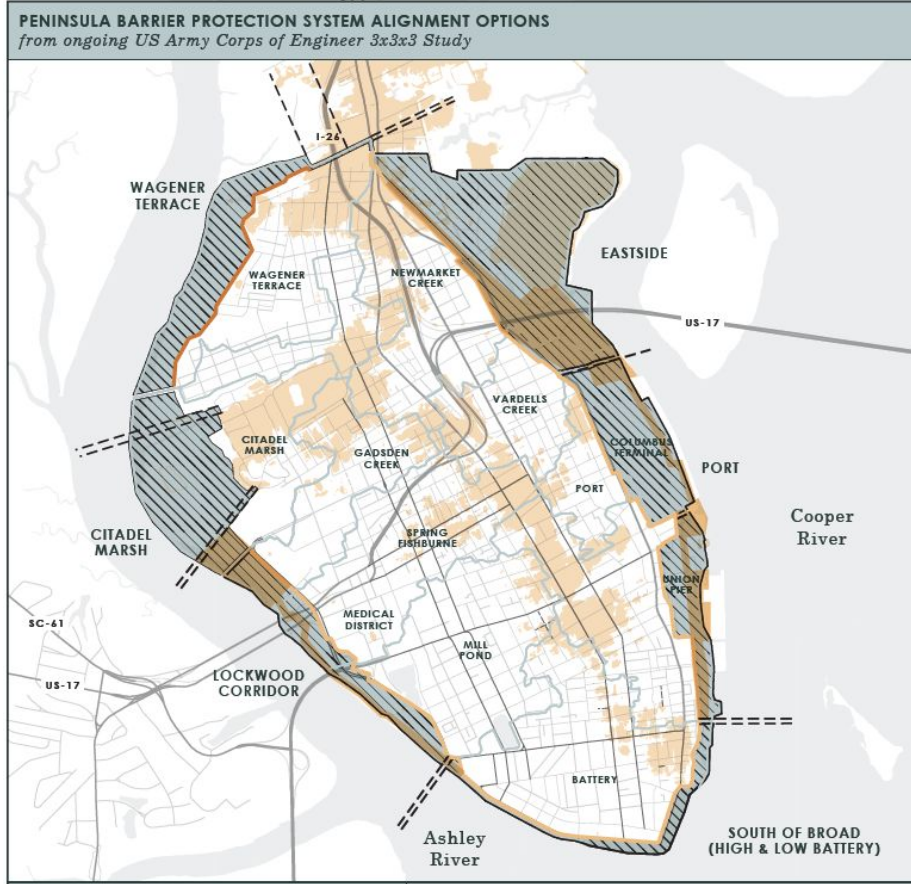 PENINSULA BARRIER PROTECTION SYSTEM ALIGNMENT OPTIONS
from ongoing US Army Corps of Engineer 3x3x3 Study
I-26
WAGENER
TERRACE
EASTSIDE
WAGENER
TERRACE
NEWMARKET
CREEK
US-17
VARDELLS
CREEK
CITADEL
MARSH
GADSDEN
CREEK
COLUMBUS
TERMINAL
PORT
PORT
Cooper
River
CITADEL
MARSH
SPRING
FISHBURNE
UNION
PIER
SC-61
MEDICAL
DISTRICT
MILL
POND
US-17
LOCKWOOD
CORRIDOR
BATTERY
Ashley
River
SOUTH OF BROAD
(HIGH & LOW BATTERY)